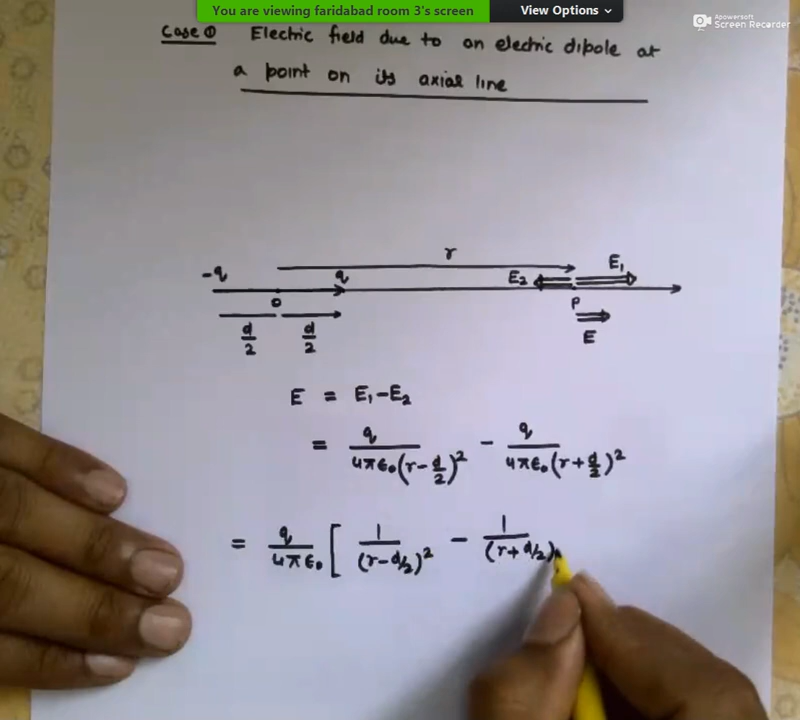 You are viewing faridabad room 3's screen
View Options
Apowersoft
Screen Recorder
Case ① Electric field due to an electric dipole at
a point on its axial line
r
-q q E₂ E₁
O P
d/2 d/2 E
E = E₁-E₂
= q/4πϵ₀(r-d/2)² - q/4πϵ₀(r+d/2)²
= q/4πϵ₀ [ 1/(r-d/2)² - 1/(r+d/2)